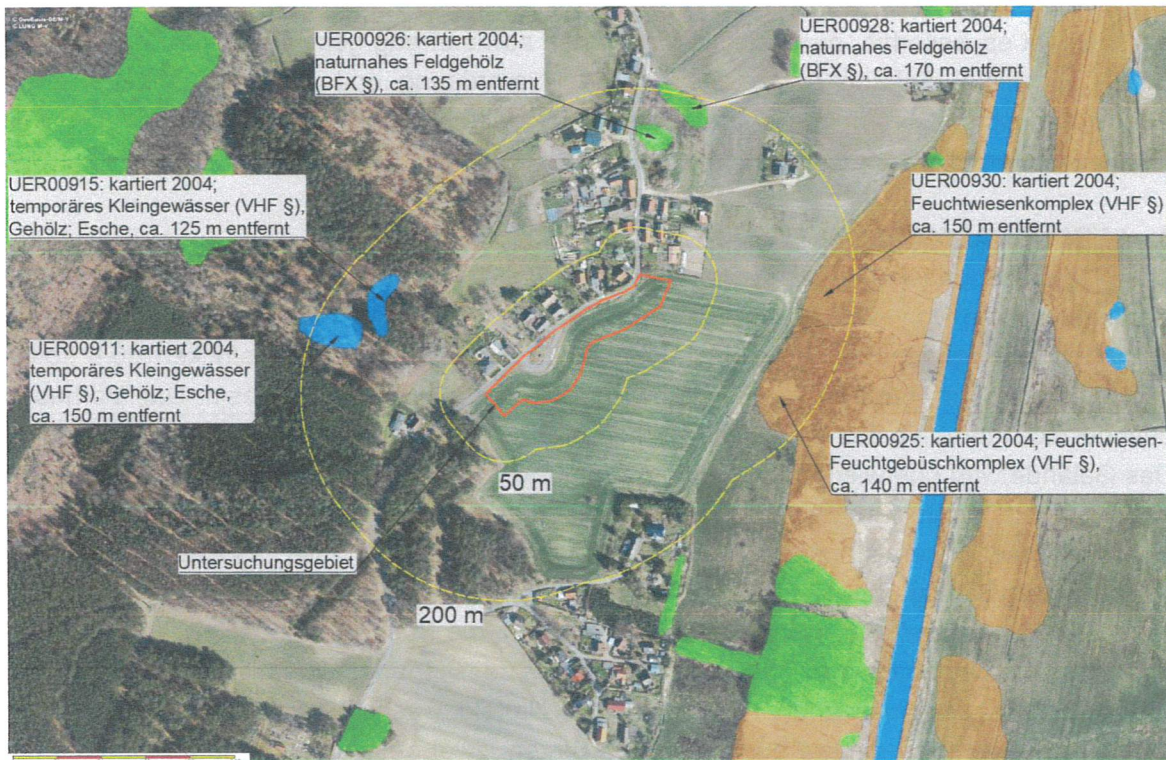 UER00926: kartiert 2004;
naturnahes Feldgehölz
(BFX §), ca. 135 m entfernt
UER00928: kartiert 2004;
naturnahes Feldgehölz
(BFX §), ca. 170 m entfernt
UER00915: kartiert 2004;
temporäres Kleingewässer (VHF §),
Gehölz; Esche, ca. 125 m entfernt
UER00930: kartiert 2004;
Feuchtwiesenkomplex (VHF §)
ca. 150 m entfernt
UER00911: kartiert 2004,
temporäres Kleingewässer
(VHF §), Gehölz; Esche,
ca. 150 m entfernt
UER00925: kartiert 2004; Feuchtwiesen-
Feuchtgebüschkomplex (VHF §),
ca. 140 m entfernt
50 m
Untersuchungsgebiet
200 m